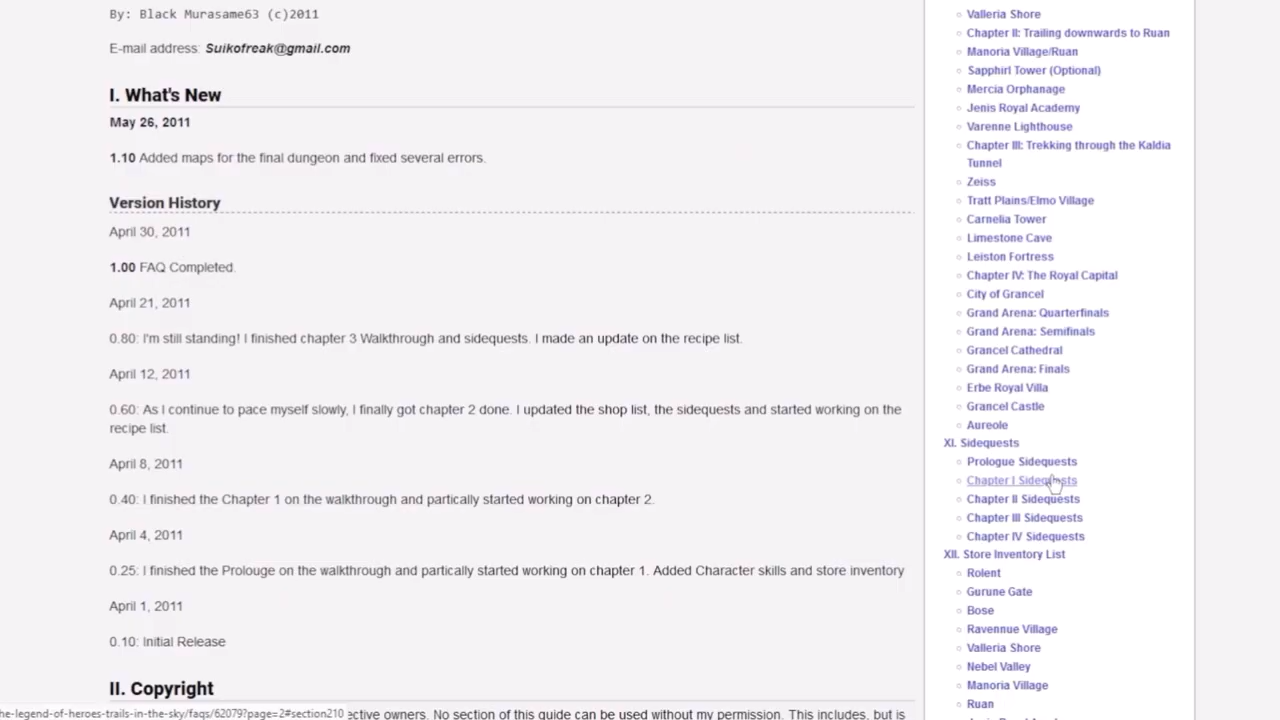 By: Black Murasame63 (c)2011
E-mail address: Suikofreak@gmail.com
I. What's New
May 26, 2011
1.10 Added maps for the final dungeon and fixed several errors.
Version History
April 30, 2011
1.00 FAQ Completed.
April 21, 2011
0.80: I'm still standing! I finished chapter 3 Walkthrough and sidequests. I made an update on the recipe list.
April 12, 2011
0.60: As I continue to pace myself slowly, I finally got chapter 2 done. I updated the shop list, the sidequests and started working on the
recipe list.
April 8, 2011
0.40: I finished the Chapter 1 on the walkthrough and partically started working on chapter 2.
April 4, 2011
0.25: I finished the Prolouge on the walkthrough and partically started working on chapter 1. Added Character skills and store inventory
April 1, 2011
0.10: Initial Release
II. Copyright
ective owners. No section of this guide can be used without my permission. This includes, but is
he-legend-of-heroes-trails-in-the-sky/faqs/62079?page=2#section210
Valleria Shore
Chapter II: Trailing downwards to Ruan
Manoria Village/Ruan
Sapphirl Tower (Optional)
Mercia Orphanage
Jenis Royal Academy
Varenne Lighthouse
Chapter III: Trekking through the Kaldia
Tunnel
Zeiss
Tratt Plains/Elmo Village
Carnelia Tower
Limestone Cave
Leiston Fortress
Chapter IV: The Royal Capital
City of Grancel
Grand Arena: Quarterfinals
Grand Arena: Semifinals
Grancel Cathedral
Grand Arena: Finals
Erbe Royal Villa
Grancel Castle
Aureole
XI. Sidequests
Prologue Sidequests
Chapter I Sidequests
Chapter II Sidequests
Chapter III Sidequests
Chapter IV Sidequests
XII. Store Inventory List
Rolent
Gurune Gate
Bose
Ravennue Village
Valleria Shore
Nebel Valley
Manoria Village
Ruan